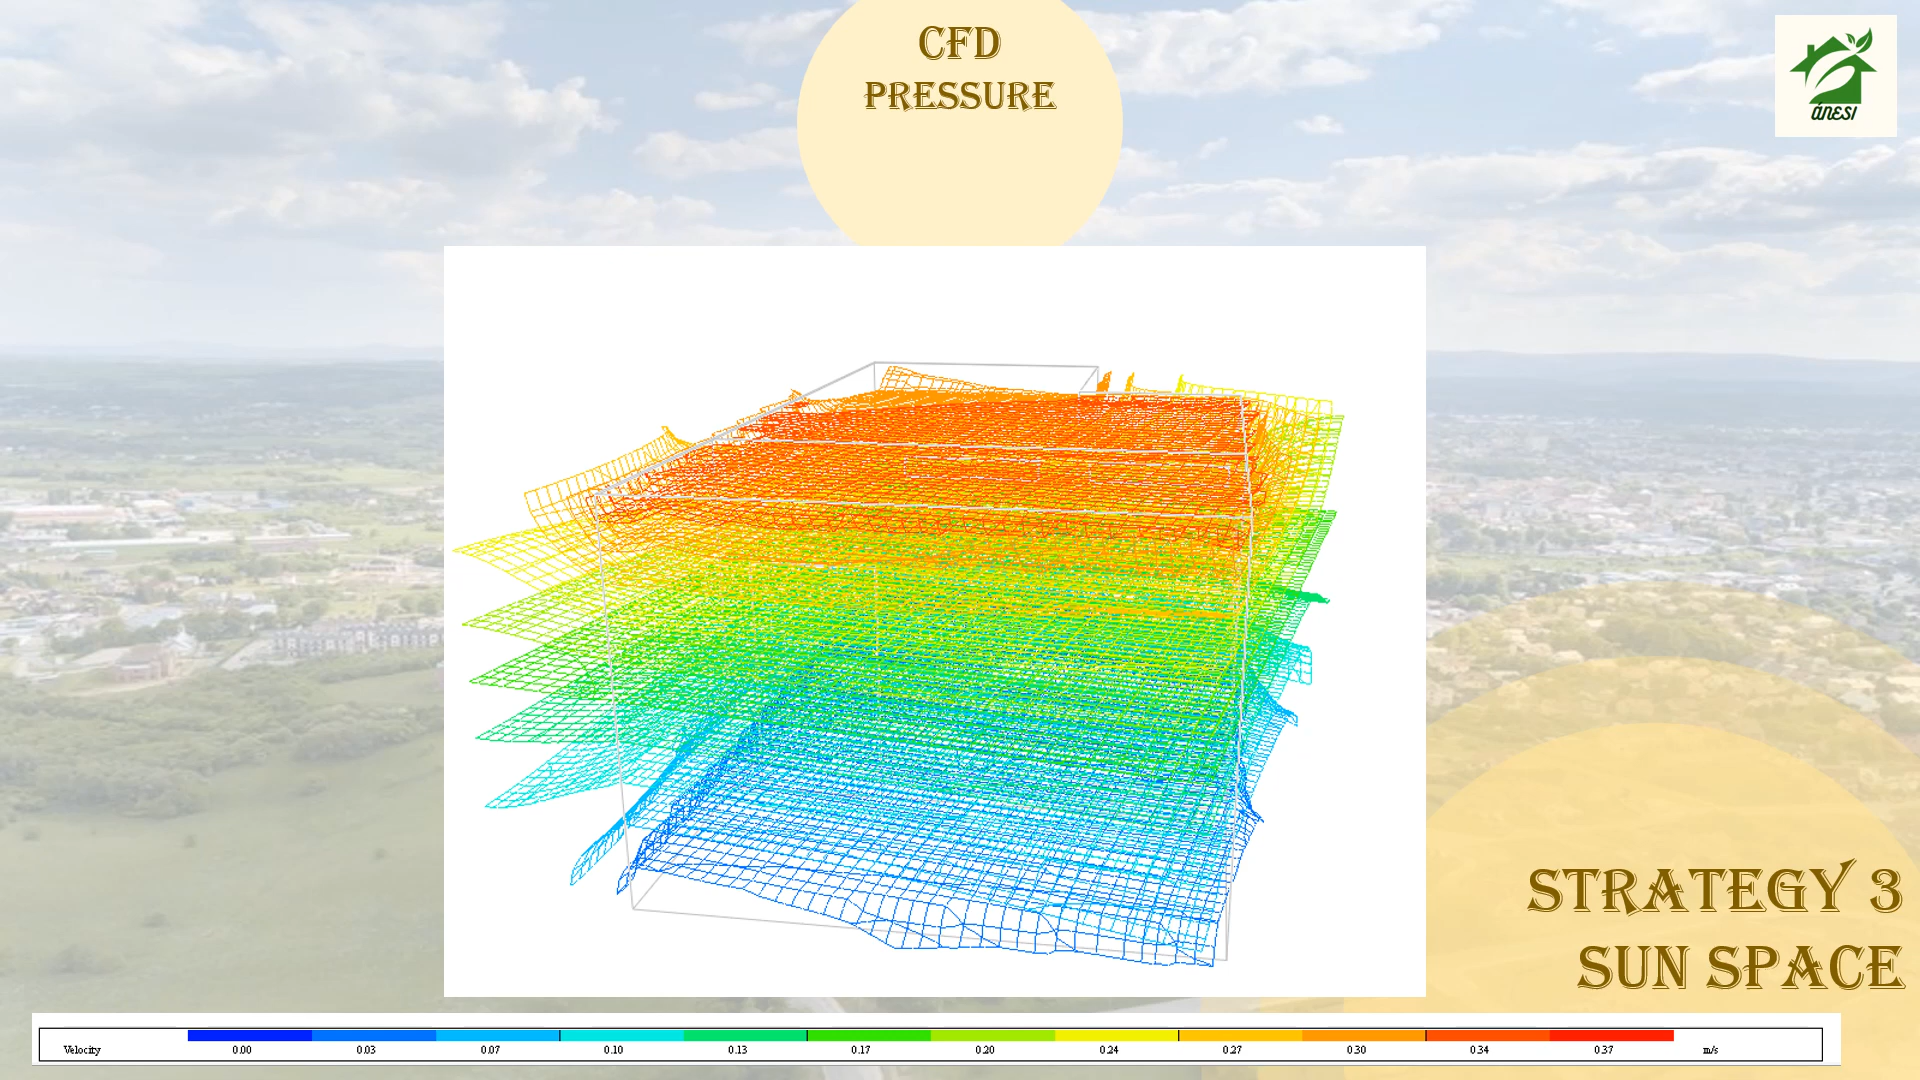 CFD
PRESSURE
ÁNESI
STRATEGY 3
SUN SPACE
Velocity 0.00 0.03 0.07 0.10 0.13 0.17 0.20 0.24 0.27 0.30 0.34 0.37 m/s